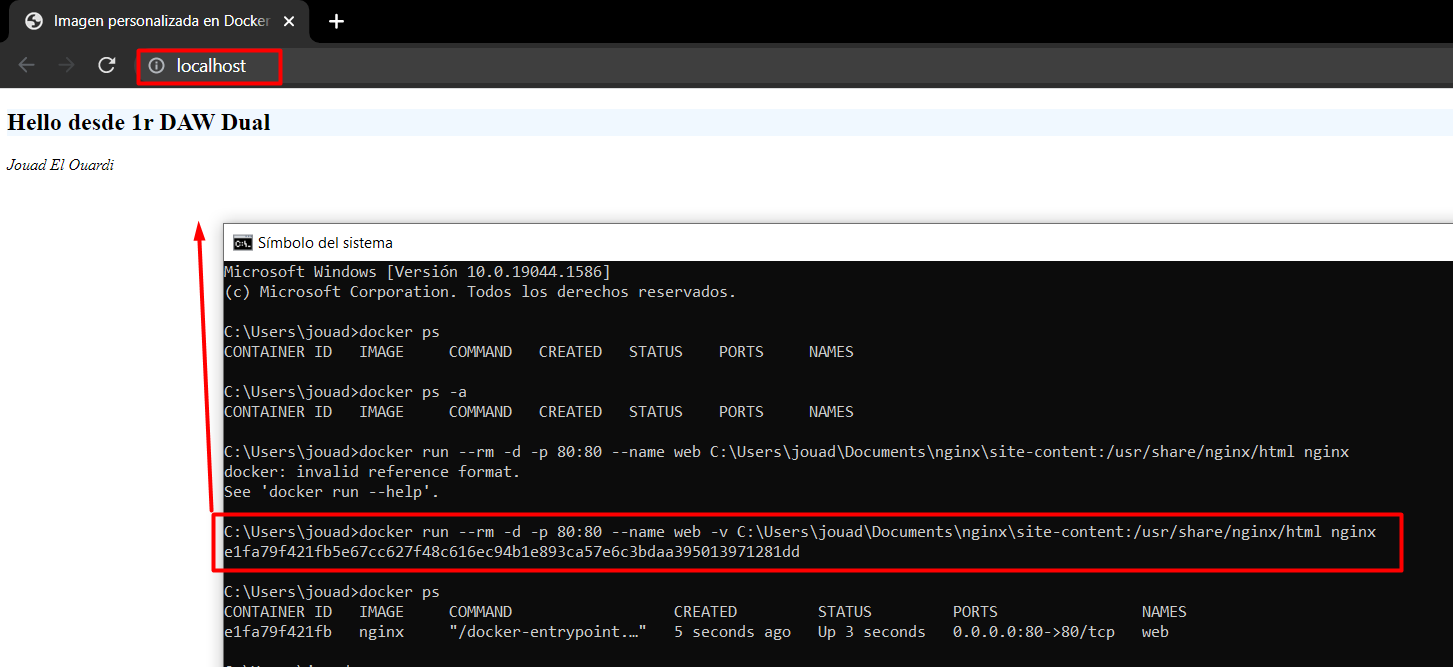 Imagen personalizada en Docker
localhost
Hello desde 1r DAW Dual
Jouad El Ouardi
Símbolo del sistema
Microsoft Windows [Versión 10.0.19044.1586]
(c) Microsoft Corporation. Todos los derechos reservados.
C:\Users\jouad>docker ps
CONTAINER ID   IMAGE     COMMAND   CREATED   STATUS    PORTS     NAMES
C:\Users\jouad>docker ps -a
CONTAINER ID   IMAGE     COMMAND   CREATED   STATUS    PORTS     NAMES
C:\Users\jouad>docker run --rm -d -p 80:80 --name web C:\Users\jouad\Documents\nginx\site-content:/usr/share/nginx/html nginx
docker: invalid reference format.
See 'docker run --help'.
C:\Users\jouad>docker run --rm -d -p 80:80 --name web -v C:\Users\jouad\Documents\nginx\site-content:/usr/share/nginx/html nginx
e1fa79f421fb5e67cc627f48c616ec94b1e893ca57e6c3bdaa395013971281dd
C:\Users\jouad>docker ps
CONTAINER ID   IMAGE     COMMAND                  CREATED         STATUS         PORTS                NAMES
e1fa79f421fb   nginx     "/docker-entrypoint.…"   5 seconds ago   Up 3 seconds   0.0.0.0:80->80/tcp   web